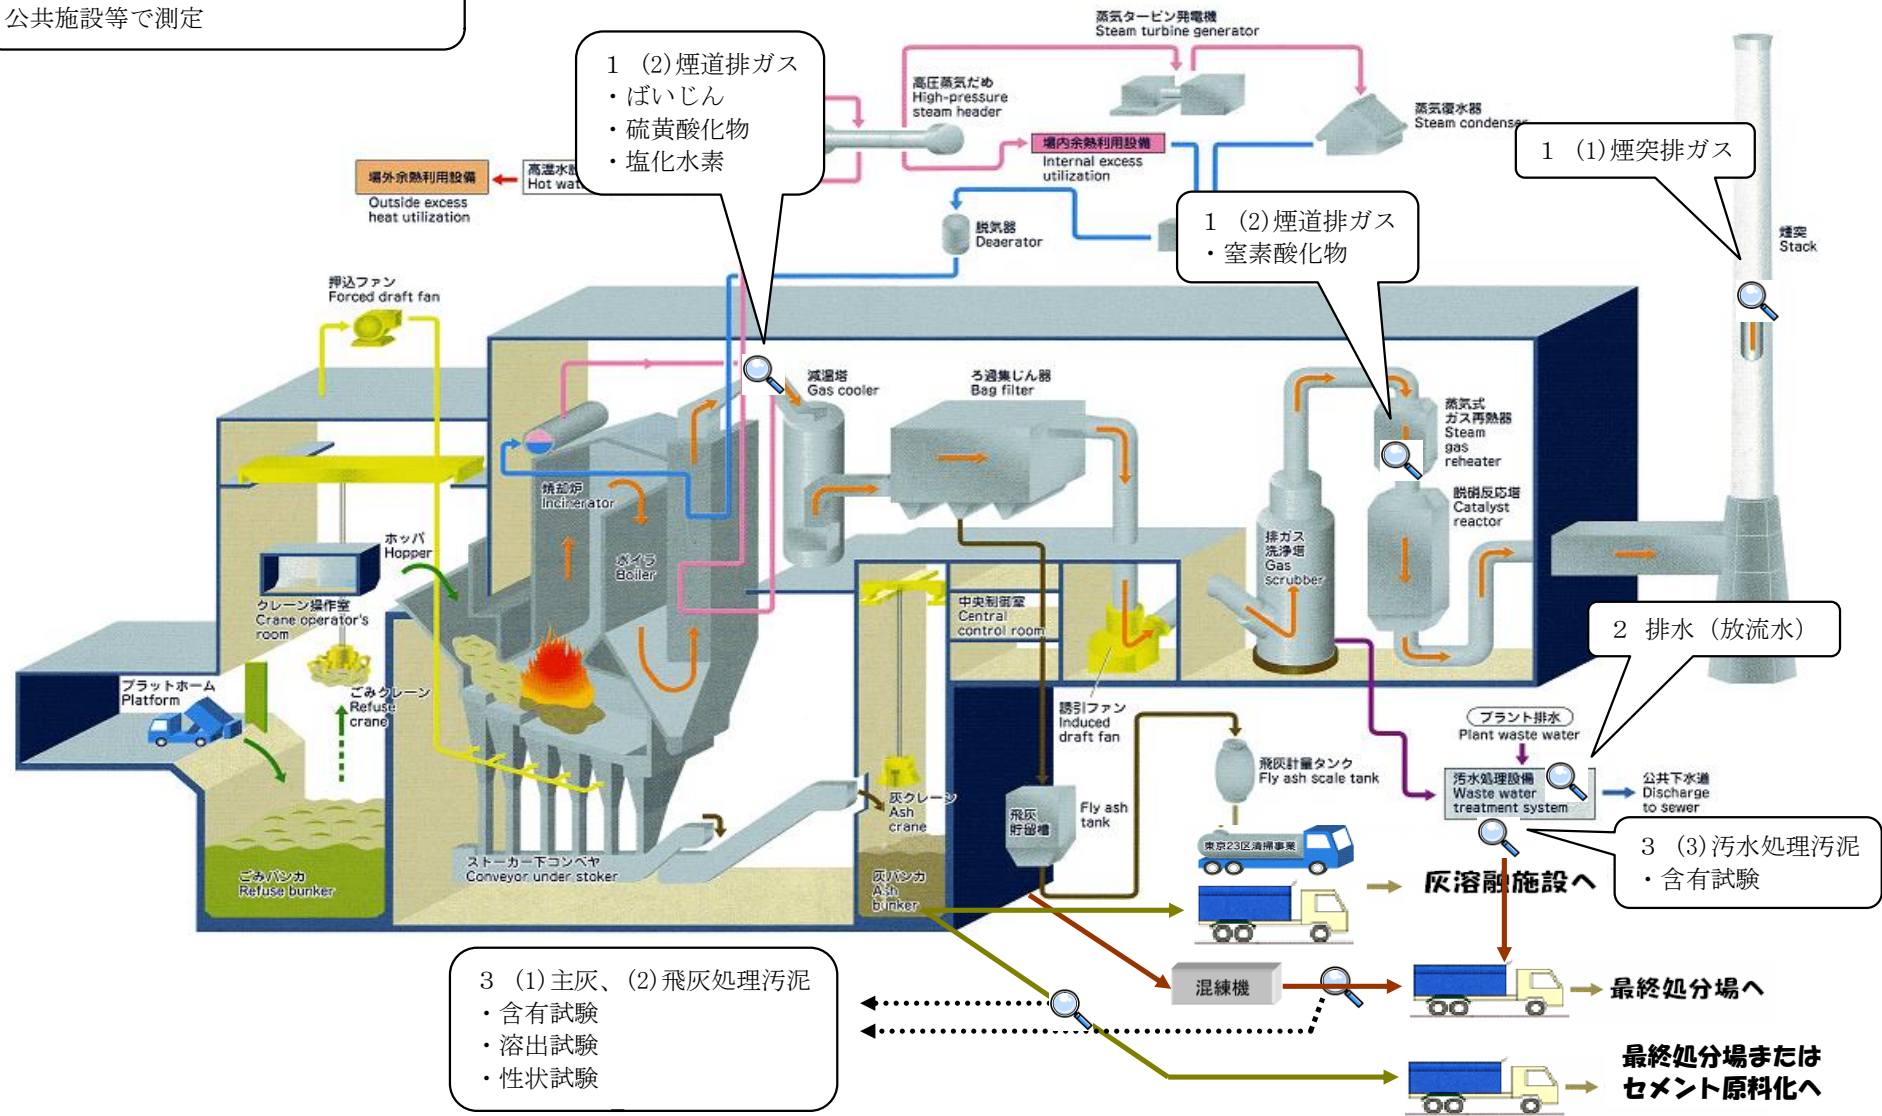 公共施設等で測定
1 (2)煙道排ガス
・ばいじん
・硫黄酸化物
・塩化水素
蒸気タービン発電機
Steam turbine generator
高圧蒸気だめ
High-pressure
steam header
蒸気復水器
Steam condenser
場内余熱利用設備
Internal excess
utilization
1 (1)煙突排ガス
場外余熱利用設備
Outside excess
heat utilization
高温水
Hot wat
脱気器
Deaerator
1 (2)煙道排ガス
・窒素酸化物
煙突
Stack
押込ファン
Forced draft fan
減温塔
Gas cooler
ろ過集じん器
Bag filter
蒸気式
ガス再熱器
Steam
gas
reheater
焼却炉
Incinerator
脱硝反応塔
Catalyst
reactor
ホッパ
Hopper
ボイラ
Boiler
排ガス
洗浄塔
Gas
scrubber
クレーン操作室
Crane operator's
room
中央制御室
Central
control room
2 排水（放流水）
プラットホーム
Platform
ごみクレーン
Refuse
crane
誘引ファン
Induced
draft fan
プラント排水
Plant waste water
飛灰計量タンク
Fly ash scale tank
汚水処理設備
Waste water
treatment system
公共下水道
Discharge
to sewer
灰クレーン
Ash
crane
飛灰
貯留槽
Fly ash
tank
東京23区清掃事業
3 (3)汚水処理汚泥
・含有試験
ストーカー下コンベヤ
Conveyor under stoker
ごみバンカ
Refuse bunker
灰バンカ
Ash
bunker
灰溶融施設へ
3 (1)主灰、(2)飛灰処理汚泥
・含有試験
・溶出試験
・性状試験
混練機
最終処分場へ
最終処分場または
セメント原料化へ